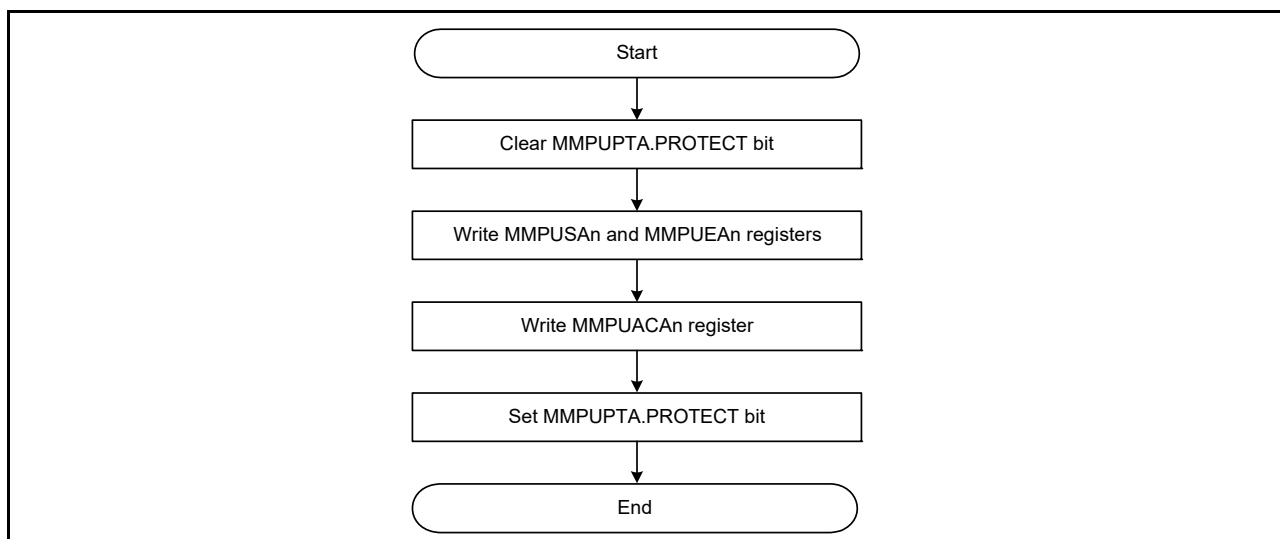 Start
Clear MMPUPTA.PROTECT bit
Write MMPUSAn and MMPUEAn registers
Write MMPUACAn register
Set MMPUPTA.PROTECT bit
End